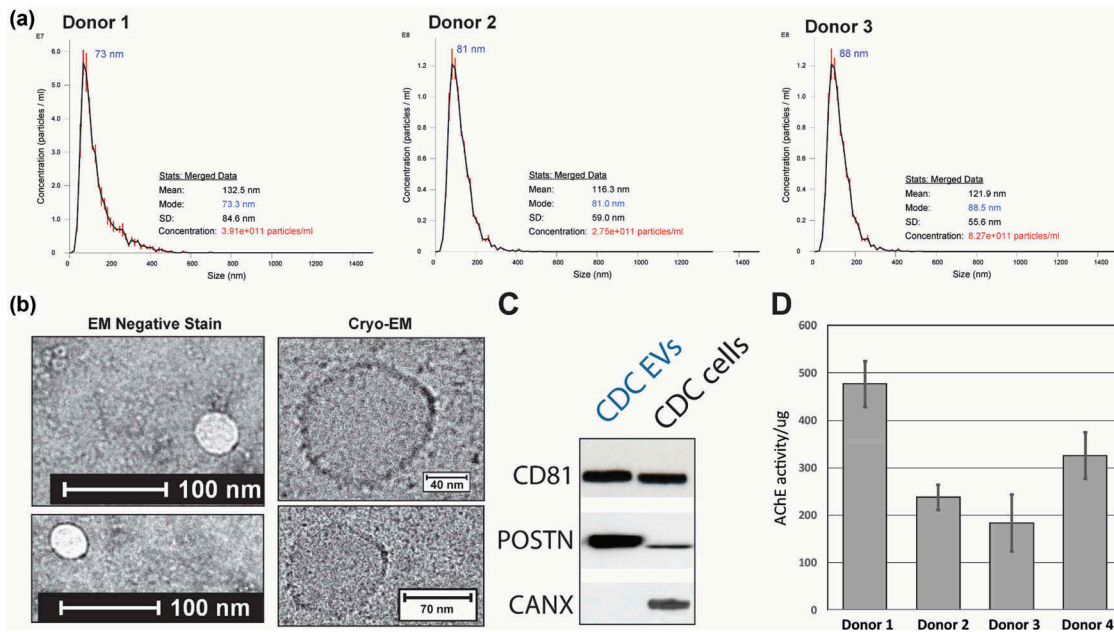 (a)
Donor 1
E7
73 nm
6.0
5.0
4.0
3.0
2.0
1.0
0
Concentration (particles / ml)
Stats: Merged Data
Mean: 132.5 nm
Mode: 73.3 nm
SD: 84.6 nm
Concentration: 3.91e+011 particles/ml
0 200 400 600 800 1000 1200 1400
Size (nm)
Donor 2
E8
81 nm
1.2
1.0
0.8
0.6
0.4
0.2
0
Concentration (particles / ml)
Stats: Merged Data
Mean: 116.3 nm
Mode: 81.0 nm
SD: 59.0 nm
Concentration: 2.75e+011 particles/ml
0 200 400 600 800 1000 1200 1400
Size (nm)
Donor 3
E8
88 nm
1.2
1.0
0.8
0.6
0.4
0.2
0
Concentration (particles / ml)
Stats: Merged Data
Mean: 121.9 nm
Mode: 88.5 nm
SD: 55.6 nm
Concentration: 8.27e+011 particles/ml
0 200 400 600 800 1000 1200 1400
Size (nm)
(b)
EM Negative Stain
Cryo-EM
100 nm
40 nm
100 nm
70 nm
C
CDC EVs
CDC cells
CD81
POSTN
CANX
D
600
500
400
300
200
100
0
AChE activity/ug
Donor 1 Donor 2 Donor 3 Donor 4